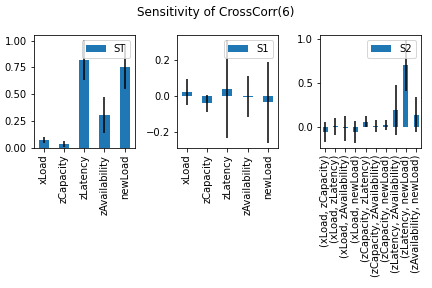 Sensitivity of CrossCorr(6)
1.00
0.75
0.50
0.25
0.00
ST
xLoad
zCapacity
zLatency
zAvailability
newLoad
0.2
0.0
−0.2
S1
xLoad
zCapacity
zLatency
zAvailability
newLoad
1.0
0.5
0.0
S2
(xLoad, zCapacity)
(xLoad, zLatency)
(xLoad, zAvailability)
(xLoad, newLoad)
(zCapacity, zLatency)
(zCapacity, zAvailability)
(zCapacity, newLoad)
(zLatency, zAvailability)
(zLatency, newLoad)
(zAvailability, newLoad)